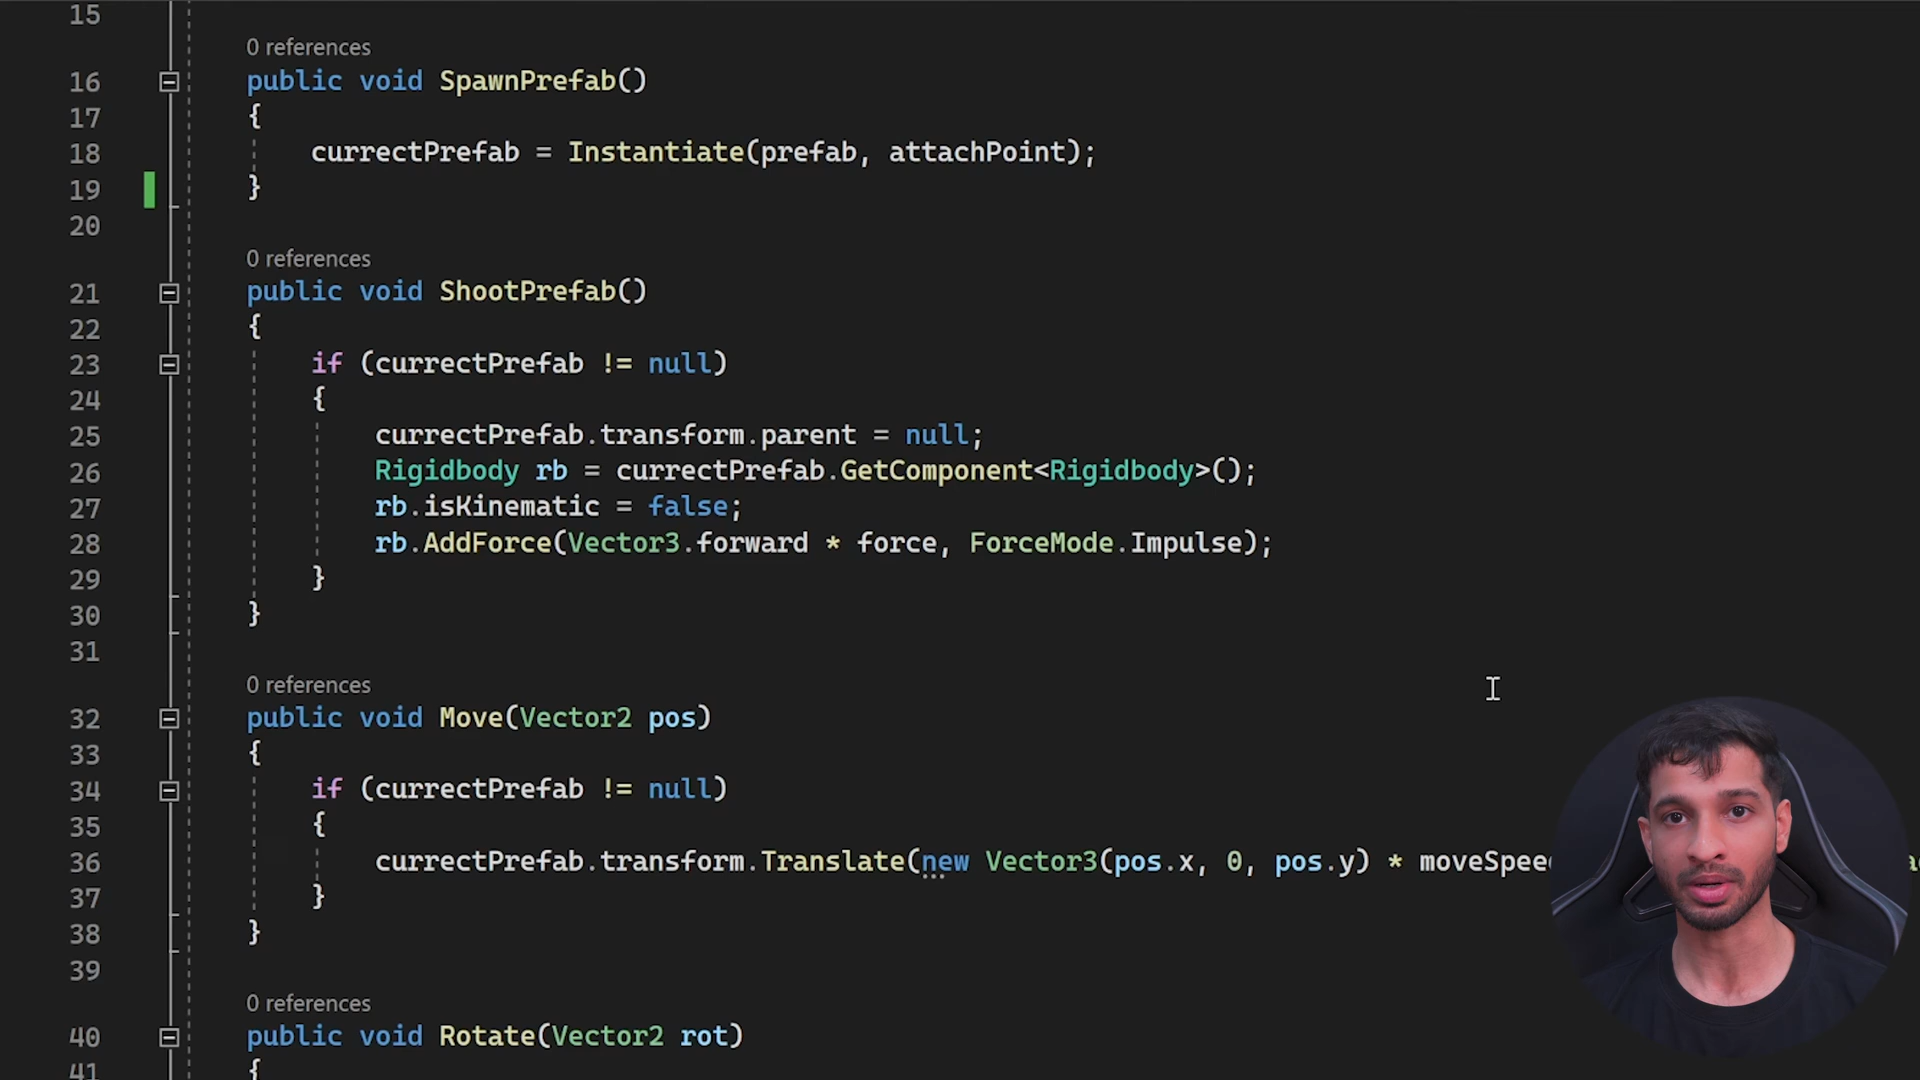 15
0 references
16 public void SpawnPrefab()
17 {
18 currectPrefab = Instantiate(prefab, attachPoint);
19 }
20
0 references
21 public void ShootPrefab()
22 {
23 if (currectPrefab != null)
24 {
25 currectPrefab.transform.parent = null;
26 Rigidbody rb = currectPrefab.GetComponent<Rigidbody>();
27 rb.isKinematic = false;
28 rb.AddForce(Vector3.forward * force, ForceMode.Impulse);
29 }
30 }
31
0 references
32 public void Move(Vector2 pos)
33 {
34 if (currectPrefab != null)
35 {
36 currectPrefab.transform.Translate(new Vector3(pos.x, 0, pos.y) * moveSpee
37 }
38 }
39
0 references
40 public void Rotate(Vector2 rot)
41 {